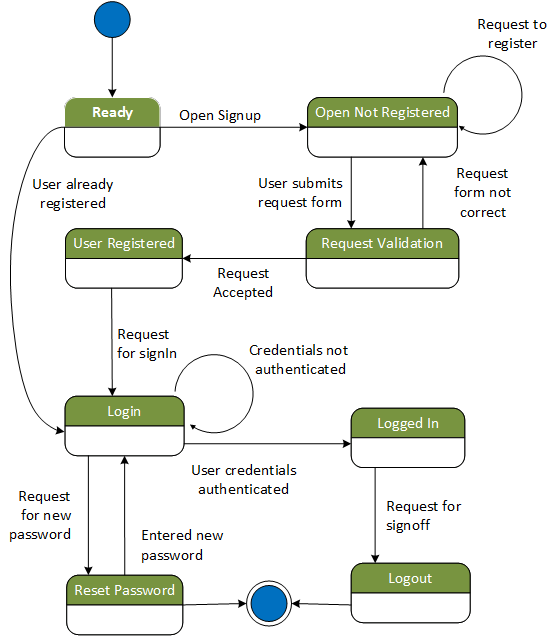 Request to
register
Ready
Open Signup
Open Not Registered
User already
registered
User submits
request form
Request
form not
correct
User Registered
Request
Accepted
Request Validation
Request
for signIn
Credentials not
authenticated
Login
Logged In
User credentials
authenticated
Request
for new
password
Entered new
password
Request for
signoff
Reset Password
Logout